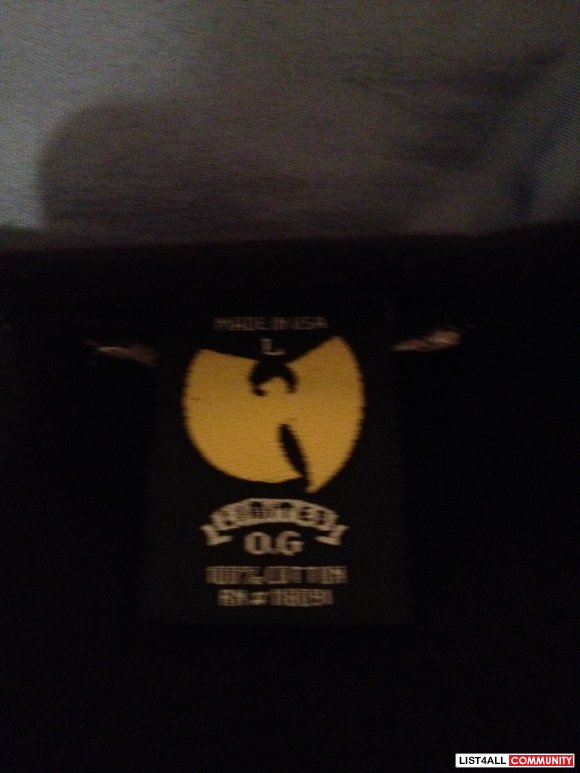 MADE IN USA
L
O.G
100% COTTON
LIST4ALL COMMUNITY